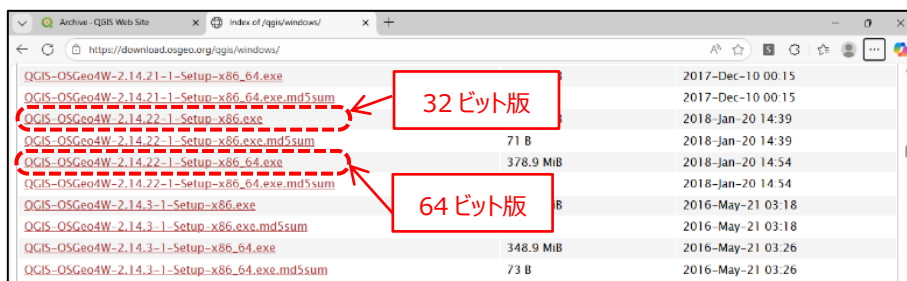 Archive - QGIS Web Site
Index of /qgis/windows/
https://download.osgeo.org/qgis/windows/
QGIS-OSGeo4W-2.14.21-1-Setup-x86_64.exe 2017-Dec-10 00:15
QGIS-OSGeo4W-2.14.21-1-Setup-x86_64.exe.md5sum 2017-Dec-10 00:15
32 ビット版
QGIS-OSGeo4W-2.14.22-1-Setup-x86.exe 2018-Jan-20 14:39
QGIS-OSGeo4W-2.14.22-1-Setup-x86.exe.md5sum 71 B 2018-Jan-20 14:39
QGIS-OSGeo4W-2.14.22-1-Setup-x86_64.exe 378.9 MiB 2018-Jan-20 14:54
QGIS-OSGeo4W-2.14.22-1-Setup-x86_64.exe.md5sum 2018-Jan-20 14:54
64 ビット版
QGIS-OSGeo4W-2.14.3-1-Setup-x86.exe 2016-May-21 03:18
QGIS-OSGeo4W-2.14.3-1-Setup-x86.exe.md5sum 2016-May-21 03:18
QGIS-OSGeo4W-2.14.3-1-Setup-x86_64.exe 348.9 MiB 2016-May-21 03:26
QGIS-OSGeo4W-2.14.3-1-Setup-x86_64.exe.md5sum 73 B 2016-May-21 03:26